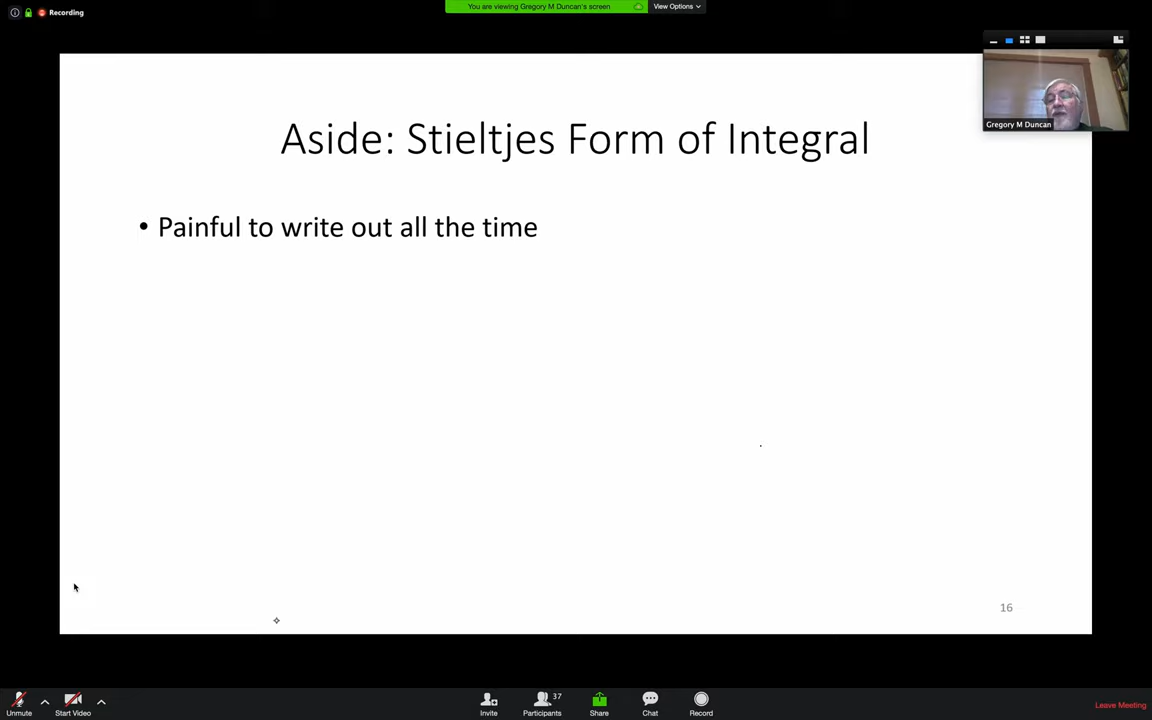 Recording
You are viewing Gregory M Duncan's screen
View Options
Gregory M Duncan
Aside: Stieltjes Form of Integral
• Painful to write out all the time
16
Unmute
Start Video
Invite
37
Participants
Share
Chat
Record
Leave Meeting